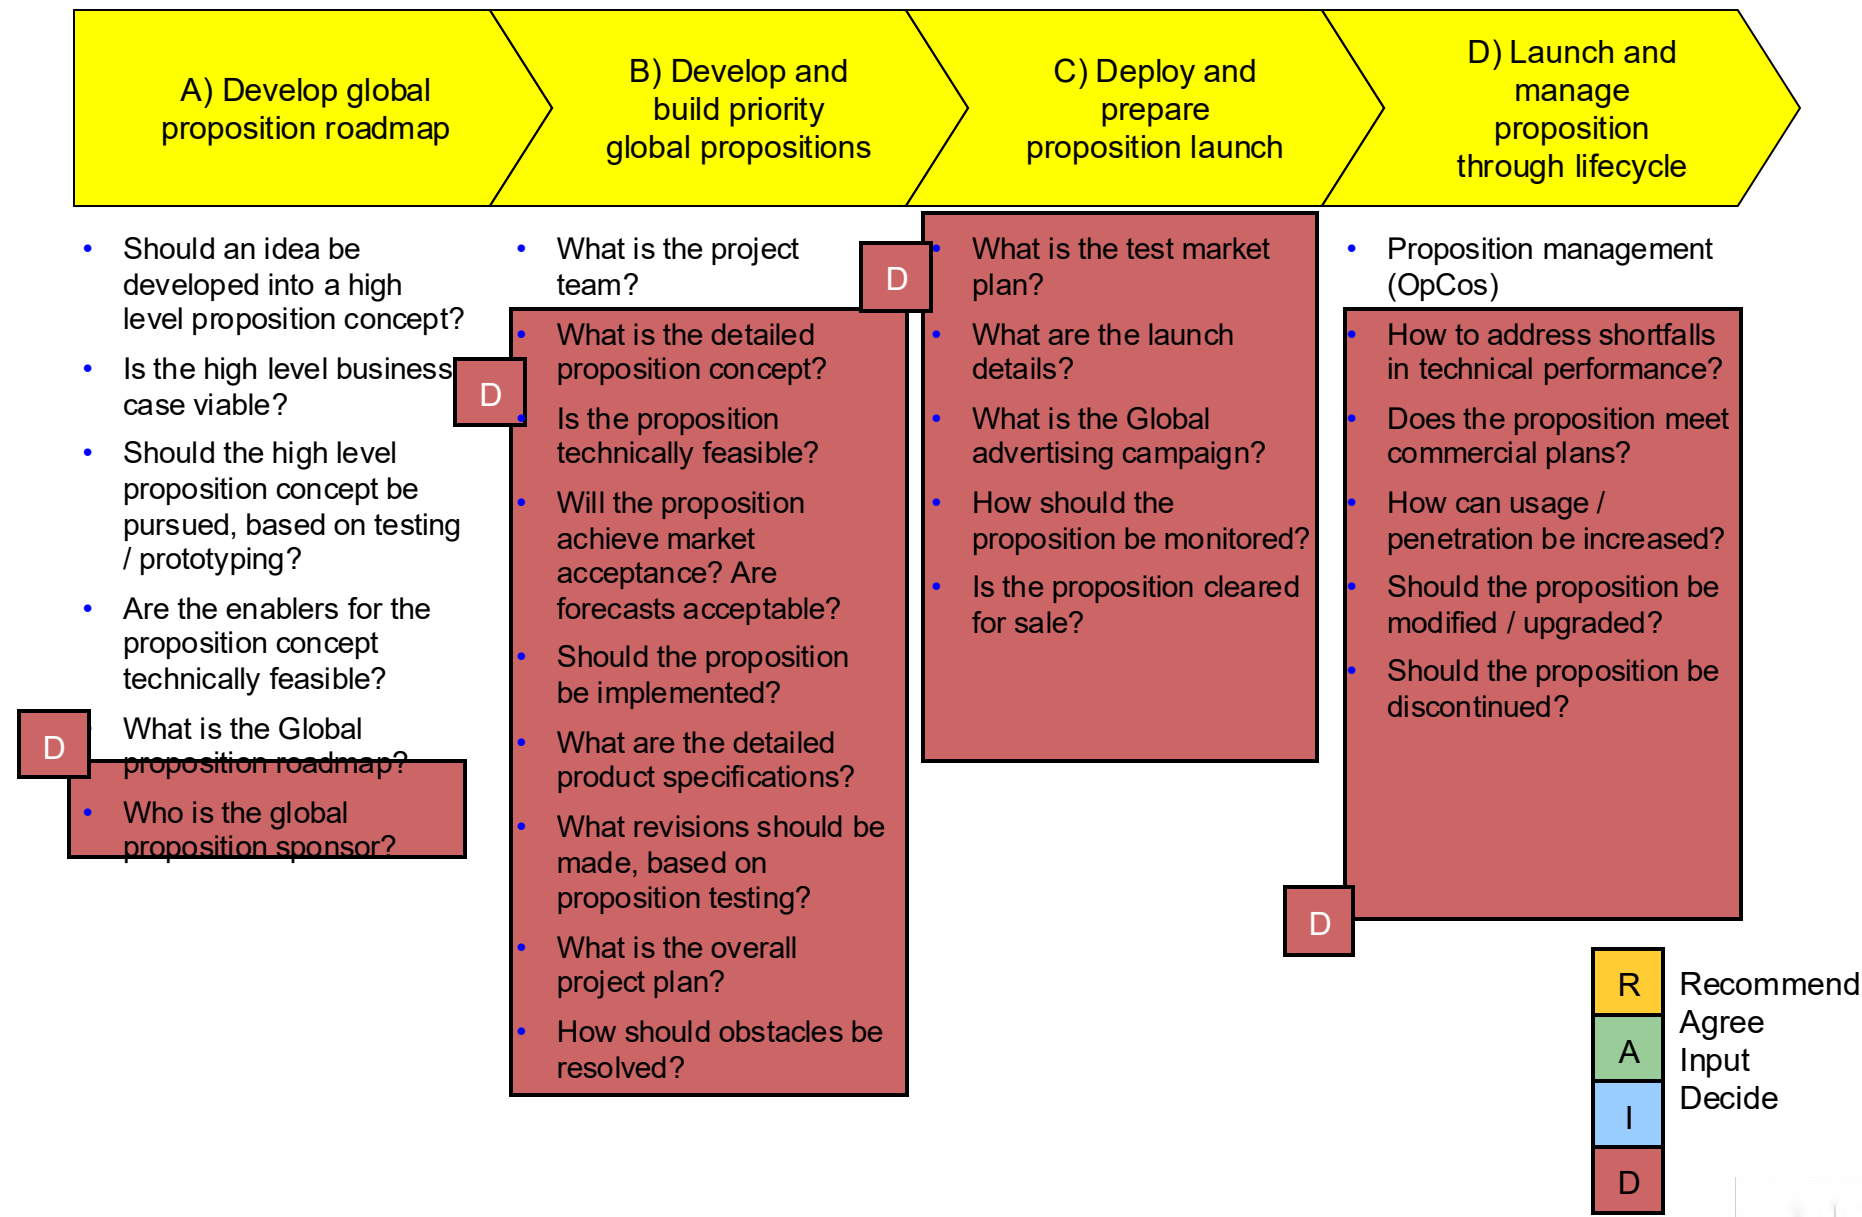 A) Develop global
proposition roadmap
B) Develop and
build priority
global propositions
C) Deploy and
prepare
proposition launch
D) Launch and
manage
proposition
through lifecycle
• Should an idea be
developed into a high
level proposition concept?
• Is the high level business
case viable?
• Should the high level
proposition concept be
pursued, based on testing
/ prototyping?
• Are the enablers for the
proposition concept
technically feasible?
What is the Global
proposition roadmap?
D
• Who is the global
proposition sponsor?
• What is the project
team?
D
• What is the detailed
proposition concept?
• Is the proposition
technically feasible?
• Will the proposition
achieve market
acceptance? Are
forecasts acceptable?
• Should the proposition
be implemented?
• What are the detailed
product specifications?
• What revisions should be
made, based on
proposition testing?
• What is the overall
project plan?
• How should obstacles be
resolved?
D
• What is the test market
plan?
• What are the launch
details?
• What is the Global
advertising campaign?
• How should the
proposition be monitored?
• Is the proposition cleared
for sale?
• Proposition management
(OpCos)
• How to address shortfalls
in technical performance?
• Does the proposition meet
commercial plans?
• How can usage /
penetration be increased?
• Should the proposition be
modified / upgraded?
• Should the proposition be
discontinued?
D
R
A
I
D
Recommend
Agree
Input
Decide